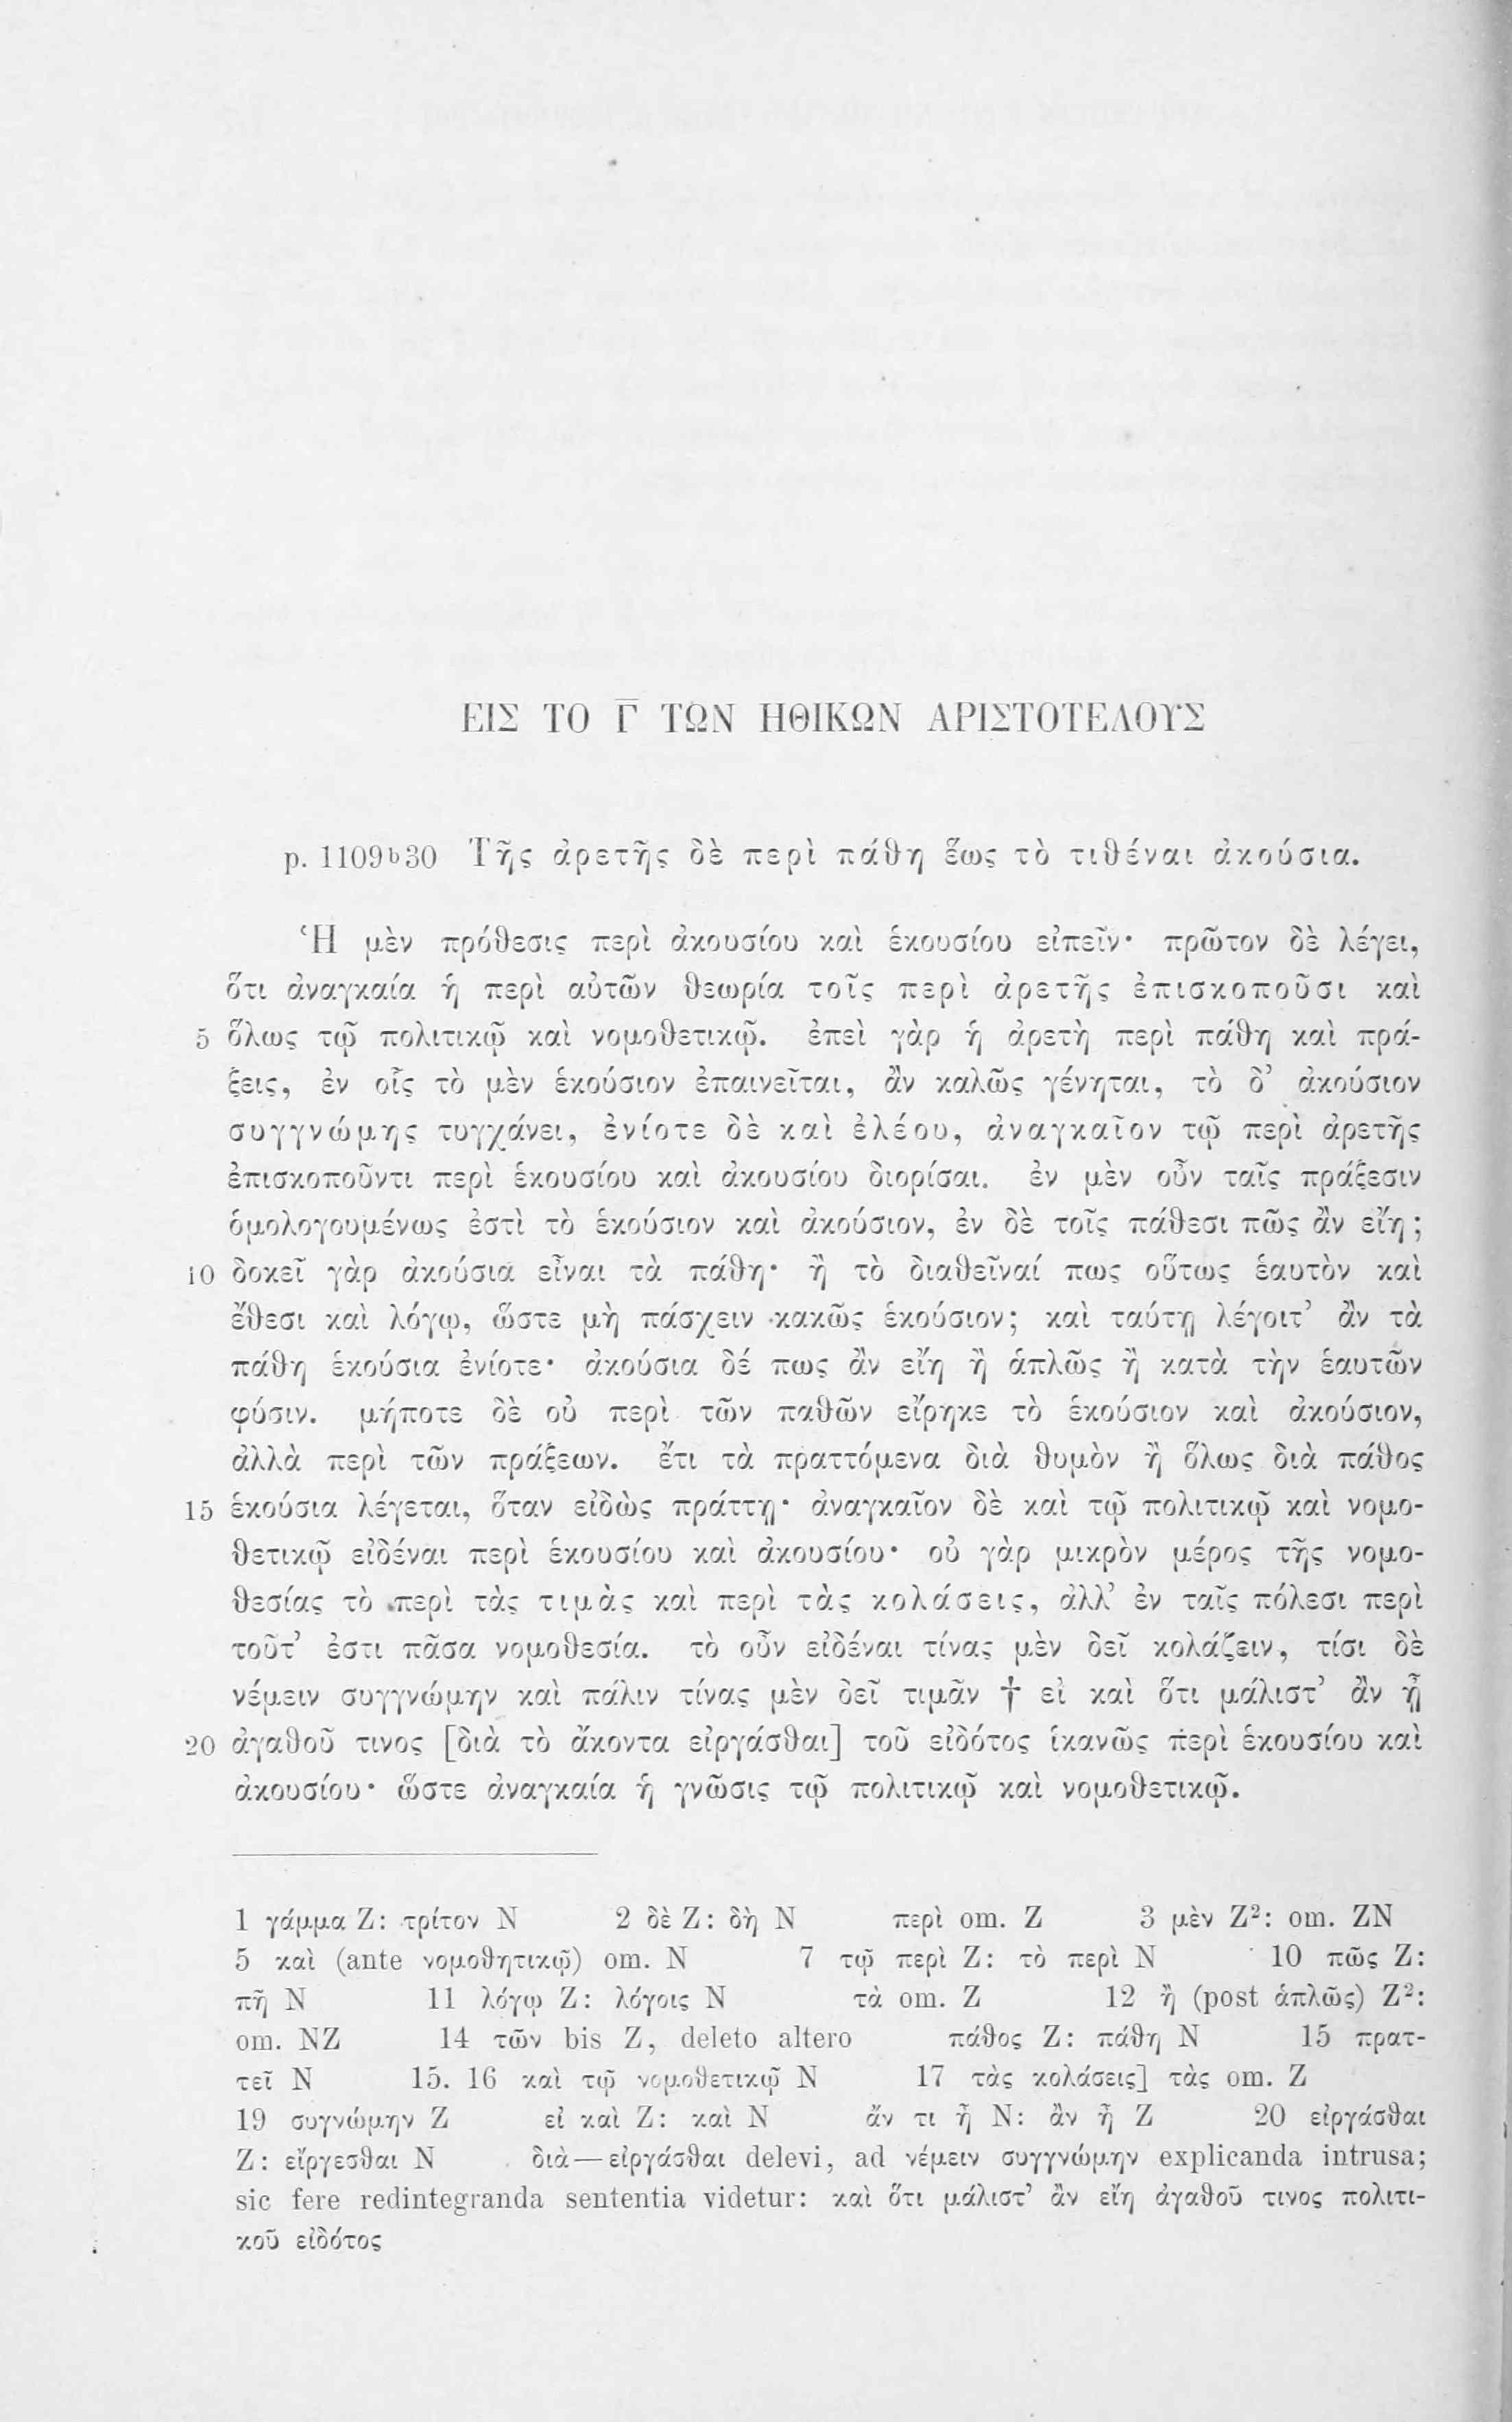 ΕΙΣ ΤΟ Γ̅ ΤΩΝ ΗΘΙΚΩΝ ΑΡΙΣΤΟΤΕΛΟΥΣ
p. 1109b30 Τῆς ἀρετῆς δὲ περὶ πάθη ἕως τὸ τιθέναι ἀκούσια.
Ἡ μὲν πρόθεσις περὶ ἀκουσίου καὶ ἑκουσίου εἰπεῖν· πρῶτον δὲ λέγει,
ὅτι ἀναγκαία ἡ περὶ αὐτῶν θεωρία τοῖς περὶ ἀρετῆς ἐπισκοποῦσι καὶ
5 ὅλως τῷ πολιτικῷ καὶ νομοθετικῷ. ἐπεὶ γὰρ ἡ ἀρετὴ περὶ πάθη καὶ πρά-
ξεις, ἐν οἷς τὸ μὲν ἑκούσιον ἐπαινεῖται, ἂν καλῶς γένηται, τὸ δ’ ἀκούσιον
συγγνώμης τυγχάνει, ἐνίοτε δὲ καὶ ἐλέου, ἀναγκαῖον τῷ περὶ ἀρετῆς
ἐπισκοποῦντι περὶ ἑκουσίου καὶ ἀκουσίου διορίσαι. ἐν μὲν οὖν ταῖς πράξεσιν
ὁμολογουμένως ἐστὶ τὸ ἑκούσιον καὶ ἀκούσιον, ἐν δὲ τοῖς πάθεσι πῶς ἂν εἴη;
10 δοκεῖ γὰρ ἀκούσια εἶναι τὰ πάθη· ἢ τὸ διαθεῖναί πως οὕτως ἑαυτὸν καὶ
ἔθεσι καὶ λόγῳ, ὥστε μὴ πάσχειν κακῶς ἑκούσιον; καὶ ταύτῃ λέγοιτ’ ἂν τὰ
πάθη ἑκούσια ἐνίοτε· ἀκούσια δέ πως ἂν εἴη ἢ ἁπλῶς ἢ κατὰ τὴν ἑαυτῶν
φύσιν. μήποτε δὲ οὐ περὶ τῶν παθῶν εἴρηκε τὸ ἑκούσιον καὶ ἀκούσιον,
ἀλλὰ περὶ τῶν πράξεων. ἔτι τὰ πραττόμενα διὰ θυμὸν ἢ ὅλως διὰ πάθος
15 ἑκούσια λέγεται, ὅταν εἰδὼς πράττῃ· ἀναγκαῖον δὲ καὶ τῷ πολιτικῷ καὶ νομο-
θετικῷ εἰδέναι περὶ ἑκουσίου καὶ ἀκουσίου· οὐ γὰρ μικρὸν μέρος τῆς νομο-
θεσίας τὸ περὶ τὰς τιμὰς καὶ περὶ τὰς κολάσεις, ἀλλ’ ἐν ταῖς πόλεσι περὶ
τοῦτ’ ἐστι πᾶσα νομοθεσία. τὸ οὖν εἰδέναι τίνας μὲν δεῖ κολάζειν, τίσι δὲ
νέμειν συγγνώμην καὶ πάλιν τίνας μὲν δεῖ τιμᾶν † εἰ καὶ ὅτι μάλιστ’ ἂν ᾖ
20 ἀγαθοῦ τινος [διὰ τὸ ἄκοντα εἰργάσθαι] τοῦ εἰδότος ἱκανῶς περὶ ἑκουσίου καὶ
ἀκουσίου· ὥστε ἀναγκαία ἡ γνῶσις τῷ πολιτικῷ καὶ νομοθετικῷ.
1 γάμμα Z: τρίτον N 2 δὲ Z: δὴ N περὶ om. Z 3 μὲν Z²: om. ZN
5 καὶ (ante νομοθητικῷ) om. N 7 τῷ περὶ Z: τὸ περὶ N 10 πῶς Z:
πῆ N 11 λόγῳ Z: λόγοις N τὰ om. Z 12 ἢ (post ἁπλῶς) Z²:
om. NZ 14 τῶν bis Z, deleto altero πάθος Z: πάθη N 15 πρατ-
τεῖ N 15. 16 καὶ τῷ νομοθετικῷ N 17 τὰς κολάσεις] τὰς om. Z
19 συγνώμην Z εἰ καὶ Z: καὶ N ἄν τι ᾖ N: ἂν ᾖ Z 20 εἰργάσθαι
Z: εἴργεσθαι N διὰ—εἰργάσθαι delevi, ad νέμειν συγγνώμην explicanda intrusa;
sic fere redintegranda sententia videtur: καὶ ὅτι μάλιστ’ ἂν εἴη ἀγαθοῦ τινος πολιτι-
κοῦ εἰδότος